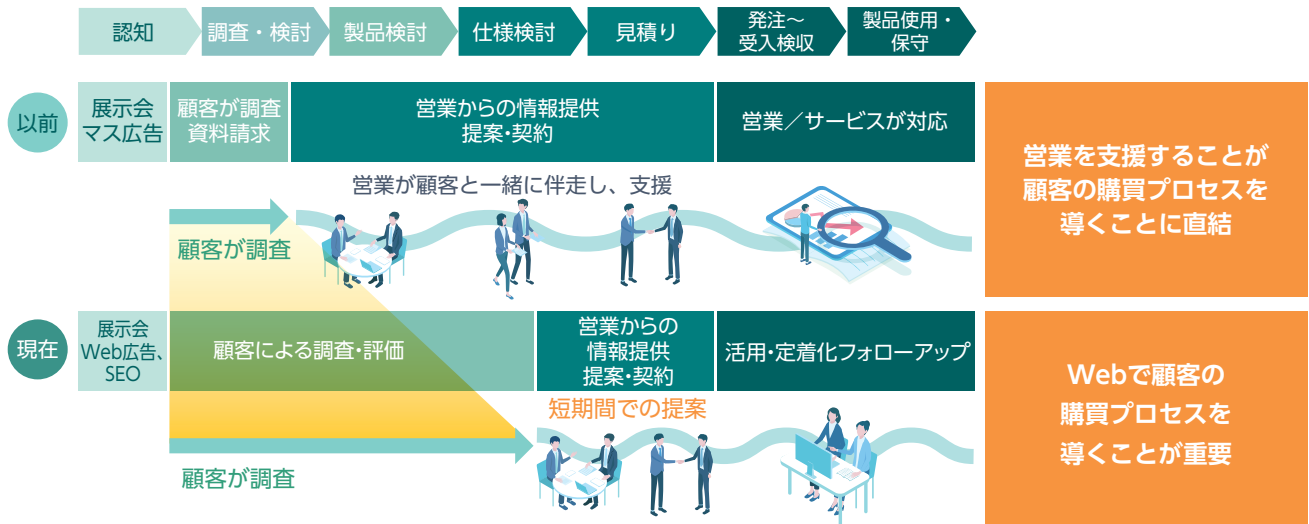 認知
調査・検討
製品検討
仕様検討
見積り
発注～
受入検収
製品使用・
保守
以前
展示会
マス広告
顧客が調査
資料請求
営業からの情報提供
提案・契約
営業／サービスが対応
営業が顧客と一緒に伴走し、支援
顧客が調査
営業を支援することが
顧客の購買プロセスを
導くことに直結
現在
展示会
Web広告、
SEO
顧客による調査・評価
営業からの
情報提供
提案・契約
活用・定着化フォローアップ
短期間での提案
顧客が調査
Webで顧客の
購買プロセスを
導くことが重要